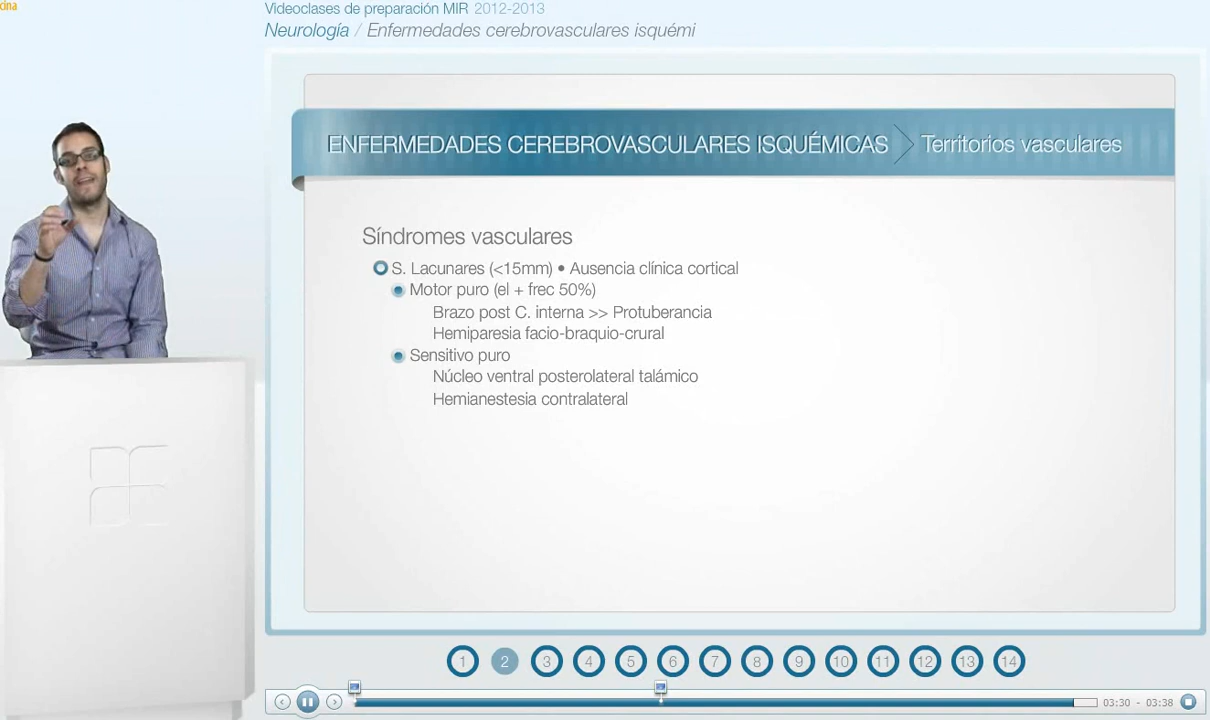 cina
Videoclases de preparación MIR 2012-2013
Neurología / Enfermedades cerebrovasculares isquémi
ENFERMEDADES CEREBROVASCULARES ISQUÉMICAS Territorios vasculares
Síndromes vasculares
S. Lacunares (<15mm) • Ausencia clínica cortical
Motor puro (el + frec 50%)
Brazo post C. interna >> Protuberancia
Hemiparesia facio-braquio-crural
Sensitivo puro
Núcleo ventral posterolateral talámico
Hemianestesia contralateral
1 2 3 4 5 6 7 8 9 10 11 12 13 14
03:30 - 03:38